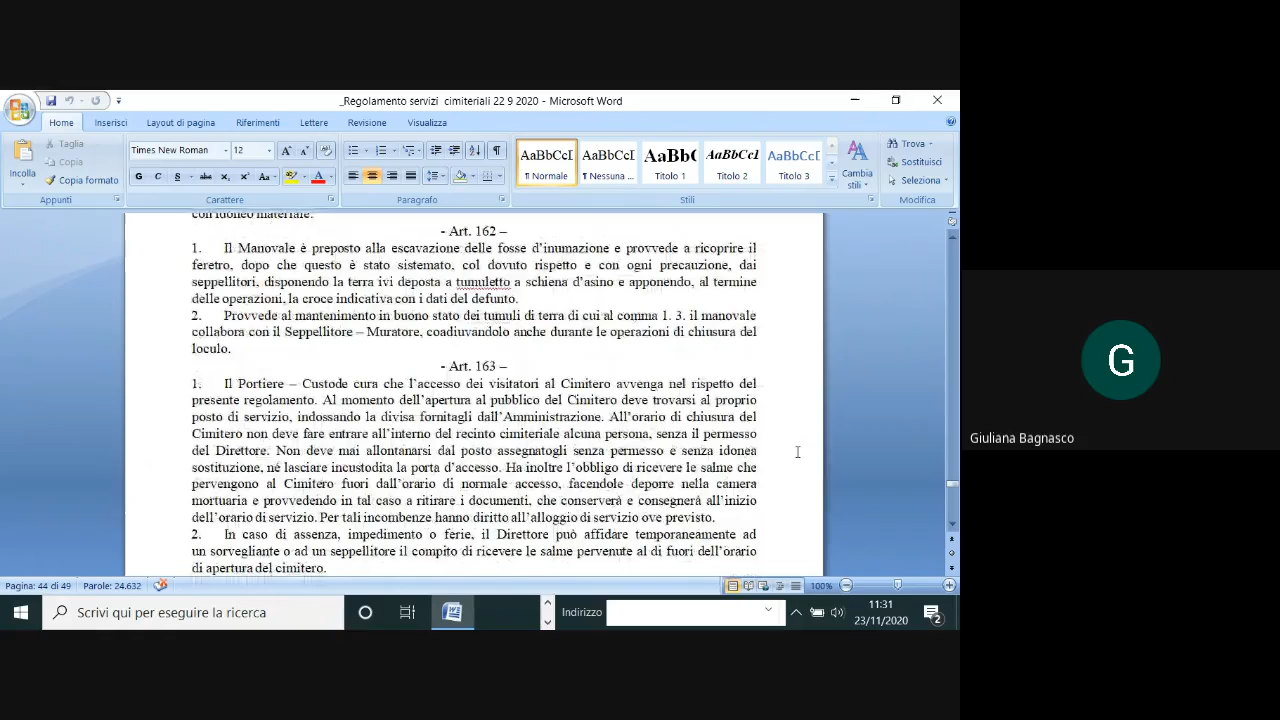 _Regolamento servizi  cimiteriali 22 9 2020 - Microsoft Word
Home Inserisci Layout di pagina Riferimenti Lettere Revisione Visualizza
Incolla
Taglia
Copia
Copia formato
Appunti
Times New Roman 12
G C S abc x₂ x² Aa
Carattere
Paragrafo
AaBbCcI AaBbCcI AaBbC AaBbCcI AaBbCcI
¶ Normale ¶ Nessuna ... Titolo 1 Titolo 2 Titolo 3
Cambia stili
Stili
Trova
Sostituisci
Seleziona
Modifica
con idoneo materiale.
- Art. 162 –
1. Il Manovale è preposto alla escavazione delle fosse d’inumazione e provvede a ricoprire il
feretro, dopo che questo è stato sistemato, col dovuto rispetto e con ogni precauzione, dai
seppellitori, disponendo la terra ivi deposta a tumuletto a schiena d’asino e apponendo, al termine
delle operazioni, la croce indicativa con i dati del defunto.
2. Provvede al mantenimento in buono stato dei tumuli di terra di cui al comma 1. 3. il manovale
collabora con il Seppellitore – Muratore, coadiuvandolo anche durante le operazioni di chiusura del
loculo.
- Art. 163 –
1. Il Portiere – Custode cura che l’accesso dei visitatori al Cimitero avvenga nel rispetto del
presente regolamento. Al momento dell’apertura al pubblico del Cimitero deve trovarsi al proprio
posto di servizio, indossando la divisa fornitagli dall’Amministrazione. All’orario di chiusura del
Cimitero non deve fare entrare all’interno del recinto cimiteriale alcuna persona, senza il permesso
del Direttore. Non deve mai allontanarsi dal posto assegnatogli senza permesso e senza idonea
sostituzione, né lasciare incustodita la porta d’accesso. Ha inoltre l’obbligo di ricevere le salme che
pervengono al Cimitero fuori dall’orario di normale accesso, facendole deporre nella camera
mortuaria e provvedendo in tal caso a ritirare i documenti, che conserverà e consegnerà all’inizio
dell’orario di servizio. Per tali incombenze hanno diritto all’alloggio di servizio ove previsto.
2. In caso di assenza, impedimento o ferie, il Direttore può affidare temporaneamente ad
un sorvegliante o ad un seppellitore il compito di ricevere le salme pervenute al di fuori dell’orario
di apertura del cimitero.
Pagina: 44 di 49 Parole: 24.632 100%
Scrivi qui per eseguire la ricerca
Indirizzo
11:31
23/11/2020
2
G
Giuliana Bagnasco